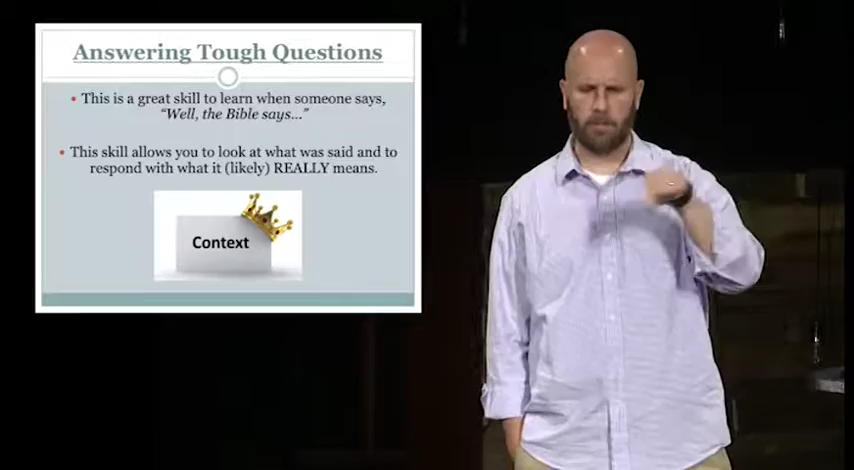 Answering Tough Questions
• This is a great skill to learn when someone says,
“Well, the Bible says...”
• This skill allows you to look at what was said and to
respond with what it (likely) REALLY means.
Context